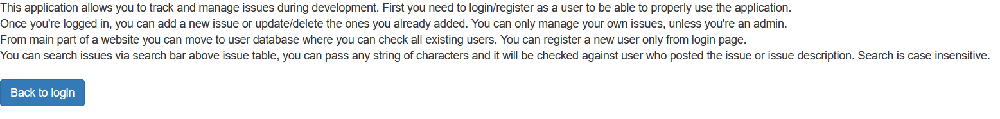 This application allows you to track and manage issues during development. First you need to login/register as a user to be able to properly use the application.
Once you're logged in, you can add a new issue or update/delete the ones you already added. You can only manage your own issues, unless you're an admin.
From main part of a website you can move to user database where you can check all existing users. You can register a new user only from login page.
You can search issues via search bar above issue table, you can pass any string of characters and it will be checked against user who posted the issue or issue description. Search is case insensitive.
Back to login